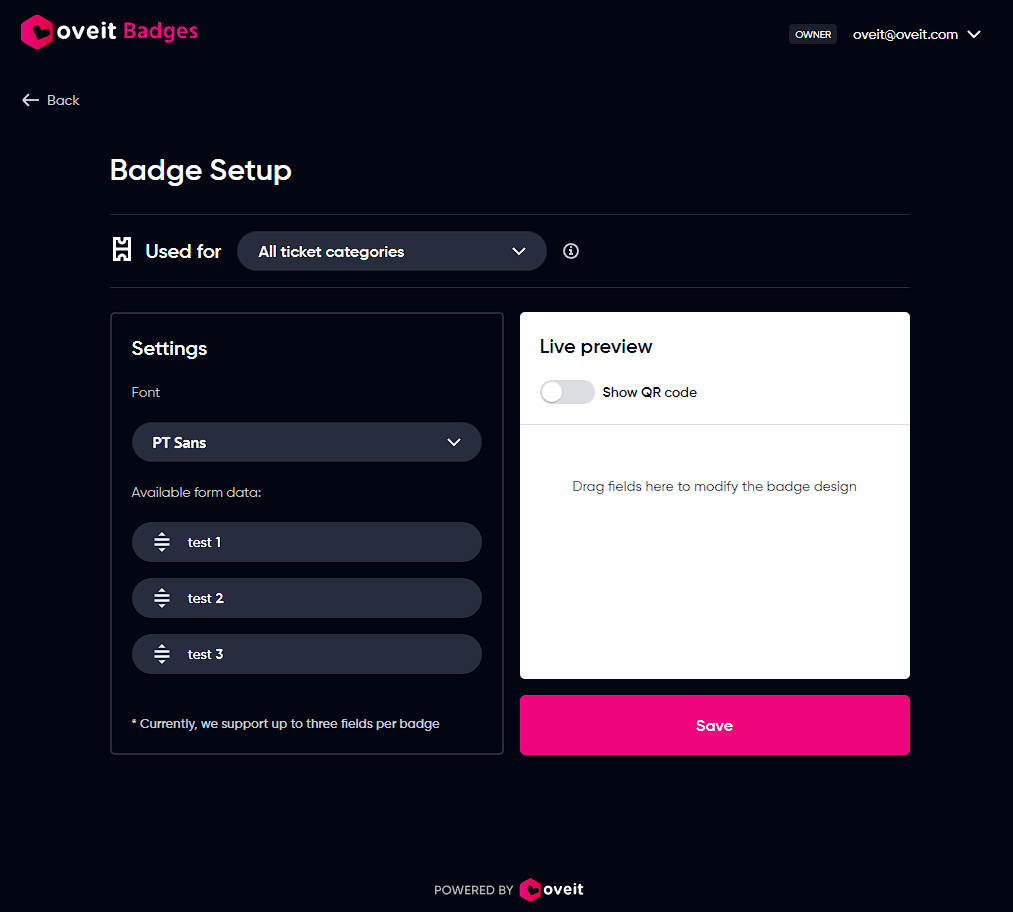 oveit Badges
OWNER
oveit@oveit.com
Back
Badge Setup
Used for
All ticket categories
Settings
Font
PT Sans
Available form data:
test 1
test 2
test 3
* Currently, we support up to three fields per badge
Live preview
Show QR code
Drag fields here to modify the badge design
Save
POWERED BY oveit